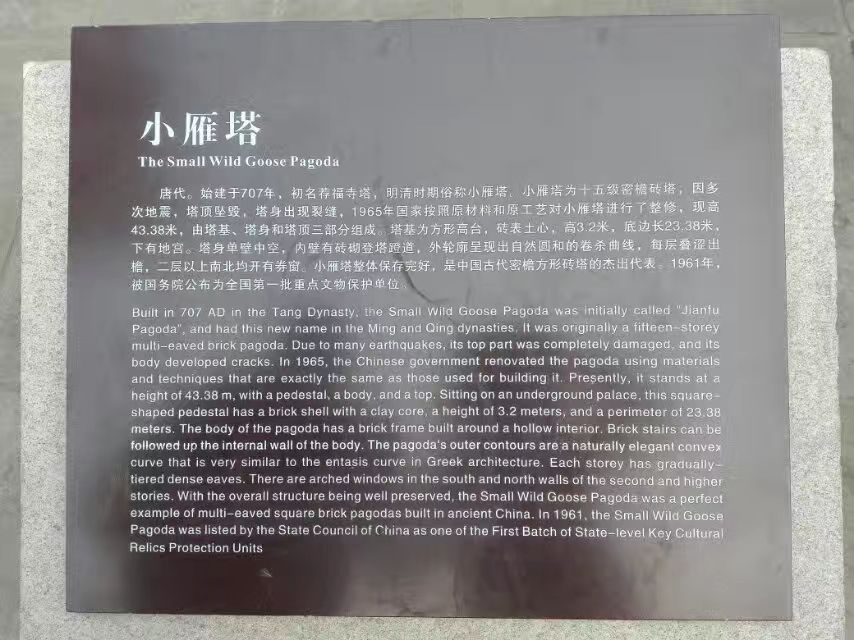 小雁塔
The Small Wild Goose Pagoda
唐代。始建于707年，初名荐福寺塔，明清时期俗称小雁塔。小雁塔为十五级密檐砖塔，因多
次地震，塔顶坠毁，塔身出现裂缝，1965年国家按照原材料和原工艺对小雁塔进行了整修，现高
43.38米，由塔基、塔身和塔顶三部分组成。塔基为方形高台，砖表土心，高3.2米，底边长23.38米，
下有地宫。塔身单壁中空，内壁有砖砌登塔蹬道，外轮廓呈现出自然圆和的卷杀曲线，每层叠涩出
檐，二层以上南北均开有券窗。小雁塔整体保存完好，是中国古代密檐方形砖塔的杰出代表。1961年，
被国务院公布为全国第一批重点文物保护单位。
Built in 707 AD in the Tang Dynasty, the Small Wild Goose Pagoda was initially called "Jianfu
Pagoda", and had this new name in the Ming and Qing dynasties. It was originally a fifteen-storey
multi-eaved brick pagoda. Due to many earthquakes, its top part was completely damaged, and its
body developed cracks. In 1965, the Chinese government renovated the pagoda using materials
and techniques that are exactly the same as those used for building it. Presently, it stands at a
height of 43.38 m, with a pedestal, a body, and a top. Sitting on an underground palace, this square-
shaped pedestal has a brick shell with a clay core, a height of 3.2 meters, and a perimeter of 23.38
meters. The body of the pagoda has a brick frame built around a hollow interior. Brick stairs can be
followed up the internal wall of the body. The pagoda's outer contours are a naturally elegant convex
curve that is very similar to the entasis curve in Greek architecture. Each storey has gradually-
tiered dense eaves. There are arched windows in the south and north walls of the second and higher
stories. With the overall structure being well preserved, the Small Wild Goose Pagoda was a perfect
example of multi-eaved square brick pagodas built in ancient China. In 1961, the Small Wild Goose
Pagoda was listed by the State Council of China as one of the First Batch of State-level Key Cultural
Relics Protection Units